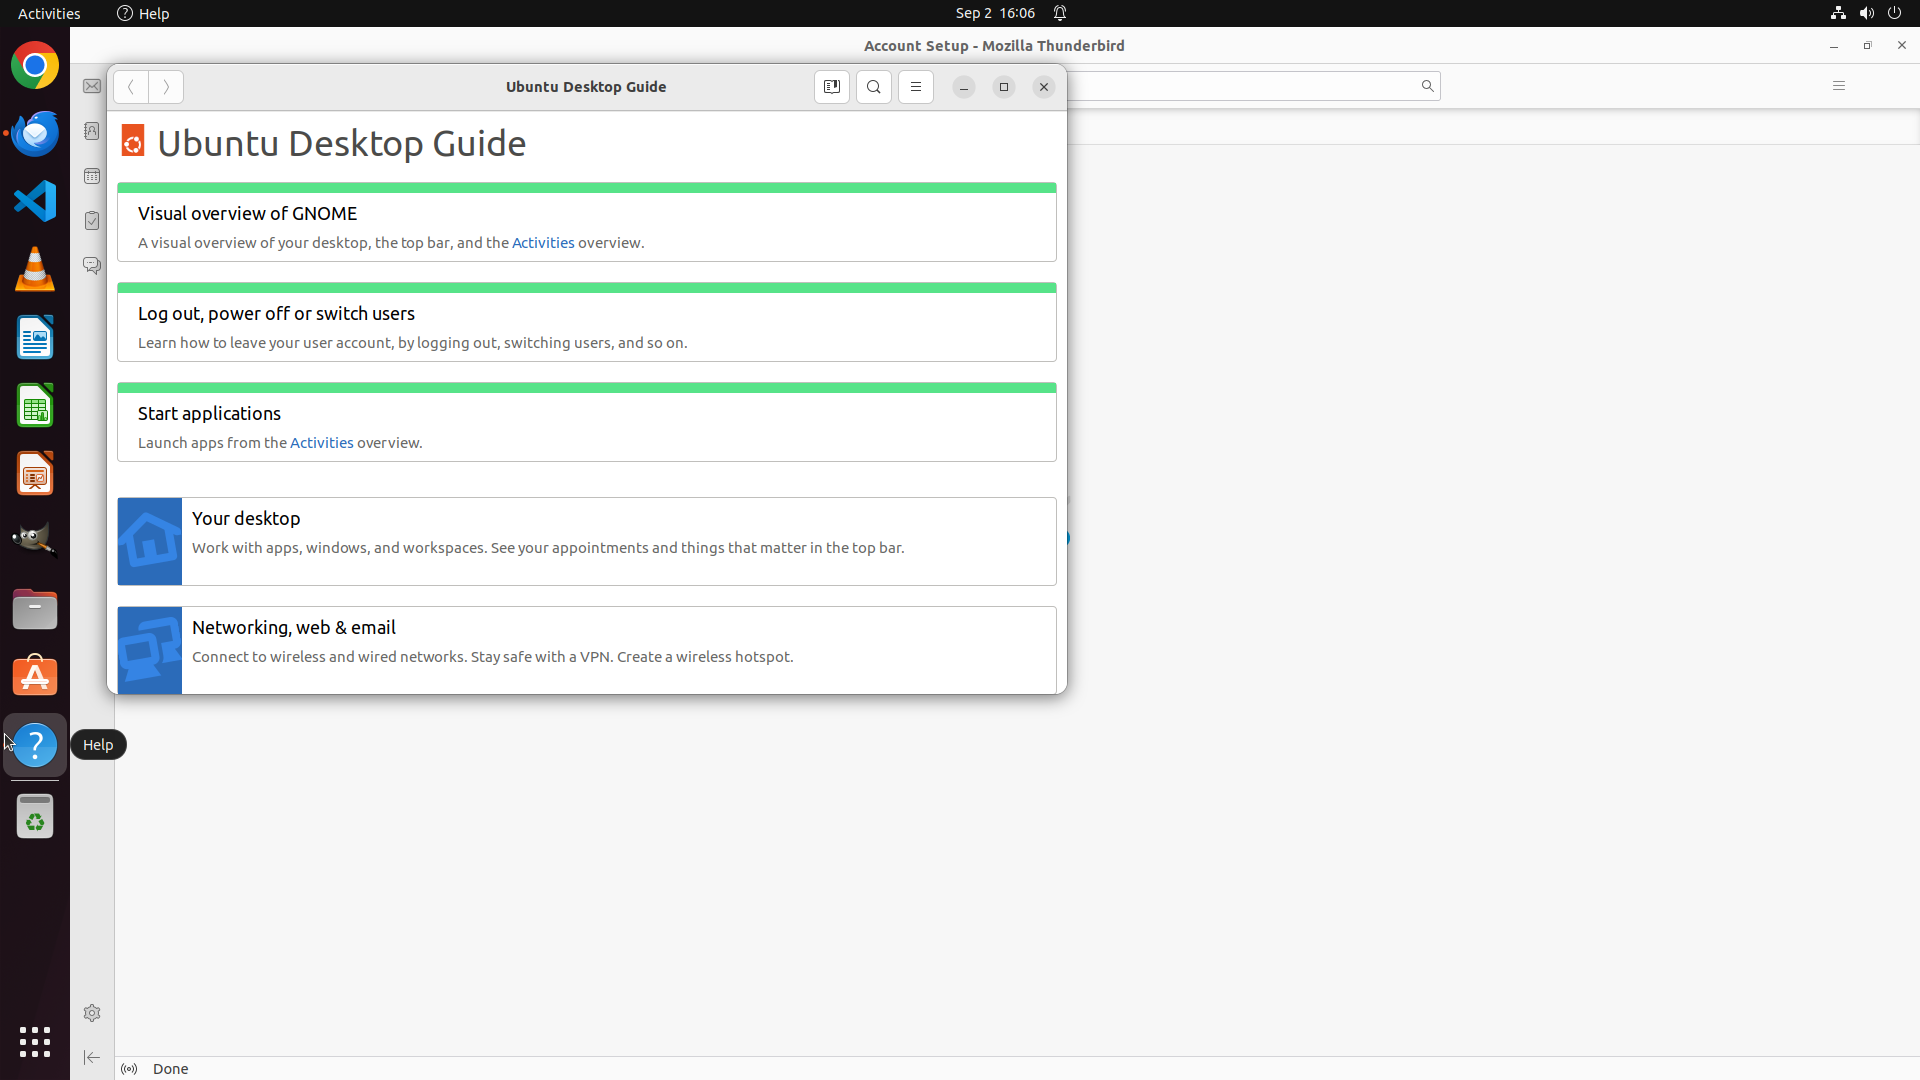 Activities
Help
Sep 2 16:06
Account Setup - Mozilla Thunderbird
Ubuntu Desktop Guide
Ubuntu Desktop Guide
Visual overview of GNOME
A visual overview of your desktop, the top bar, and the Activities overview.
Log out, power off or switch users
Learn how to leave your user account, by logging out, switching users, and so on.
Start applications
Launch apps from the Activities overview.
Your desktop
Work with apps, windows, and workspaces. See your appointments and things that matter in the top bar.
Networking, web & email
Connect to wireless and wired networks. Stay safe with a VPN. Create a wireless hotspot.
Help
Done